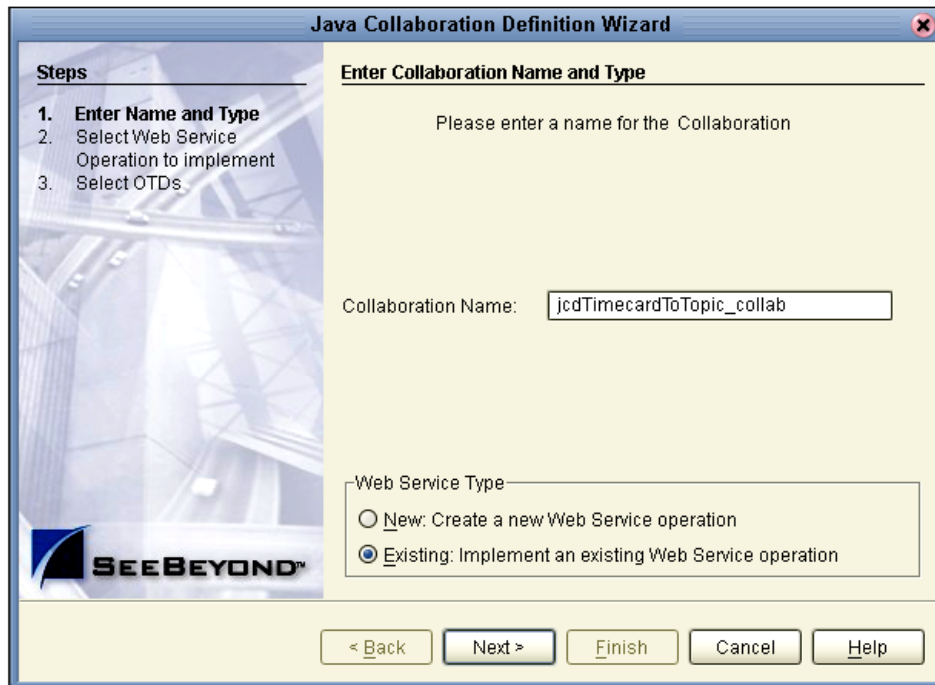 Java Collaboration Definition Wizard
Steps
1. Enter Name and Type
2. Select Web Service
Operation to implement
3. Select OTDs
Enter Collaboration Name and Type
Please enter a name for the Collaboration
Collaboration Name: jcdTimecardToTopic_collab
Web Service Type
New: Create a new Web Service operation
Existing: Implement an existing Web Service operation
SEEBEYOND™
< Back Next > Finish Cancel Help